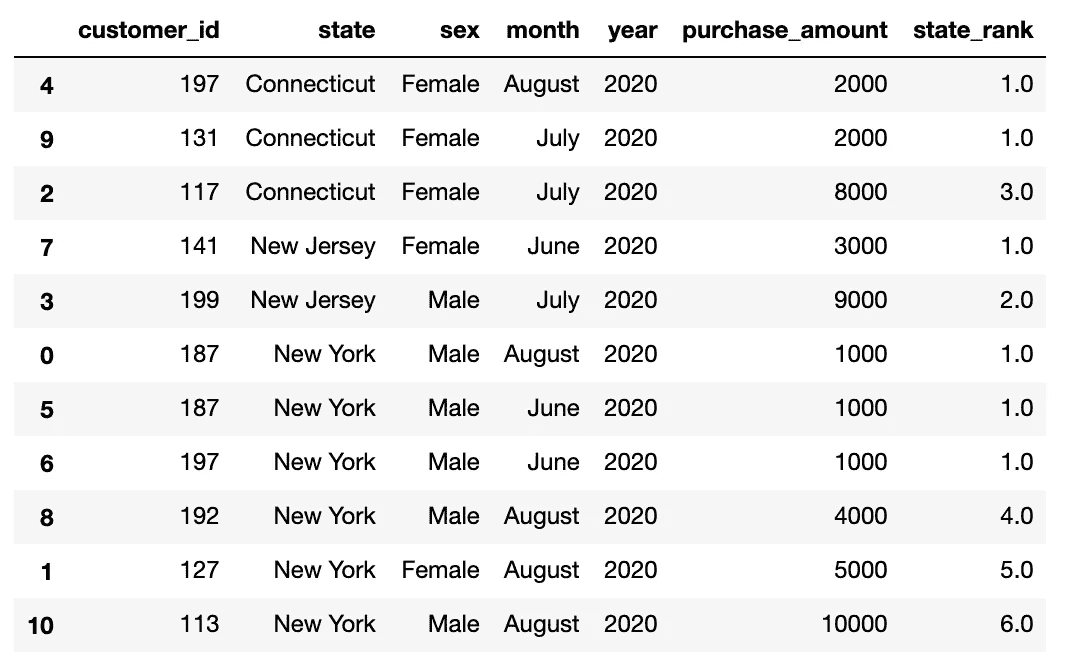 customer_id state sex month year purchase_amount state_rank
4 197 Connecticut Female August 2020 2000 1.0
9 131 Connecticut Female July 2020 2000 1.0
2 117 Connecticut Female July 2020 8000 3.0
7 141 New Jersey Female June 2020 3000 1.0
3 199 New Jersey Male July 2020 9000 2.0
0 187 New York Male August 2020 1000 1.0
5 187 New York Male June 2020 1000 1.0
6 197 New York Male June 2020 1000 1.0
8 192 New York Male August 2020 4000 4.0
1 127 New York Female August 2020 5000 5.0
10 113 New York Male August 2020 10000 6.0